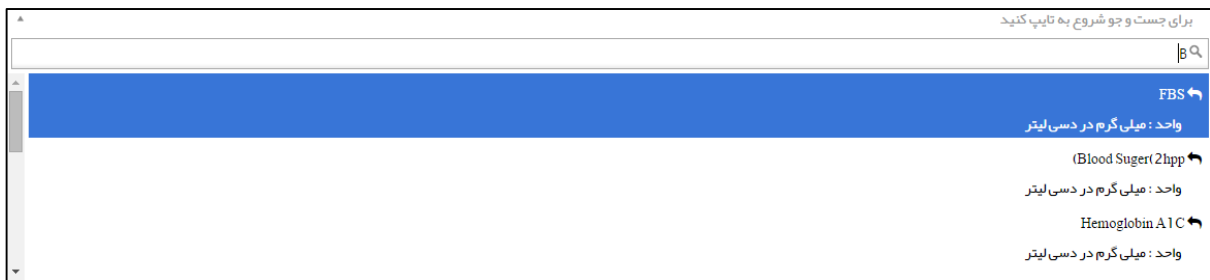 برای جست و جو شروع به تایپ کنید
B
FBS
واحد : میلی گرم در دسی لیتر
(Blood Suger(2hpp
واحد : میلی گرم در دسی لیتر
Hemoglobin A1C
واحد : میلی گرم در دسی لیتر